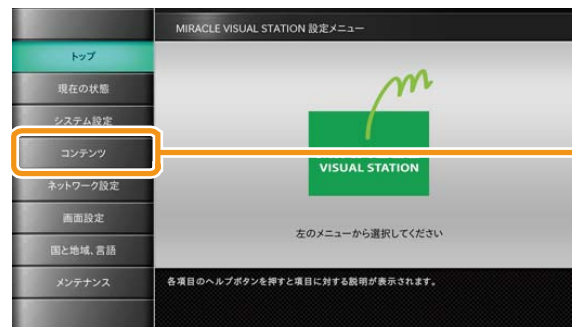 MIRACLE VISUAL STATION 設定メニュー
トップ
現在の状態
システム設定
コンテンツ
ネットワーク設定
画面設定
国と地域、言語
メンテナンス
VISUAL STATION
左のメニューから選択してください
各項目のヘルプボタンを押すと項目に対する説明が表示されます。